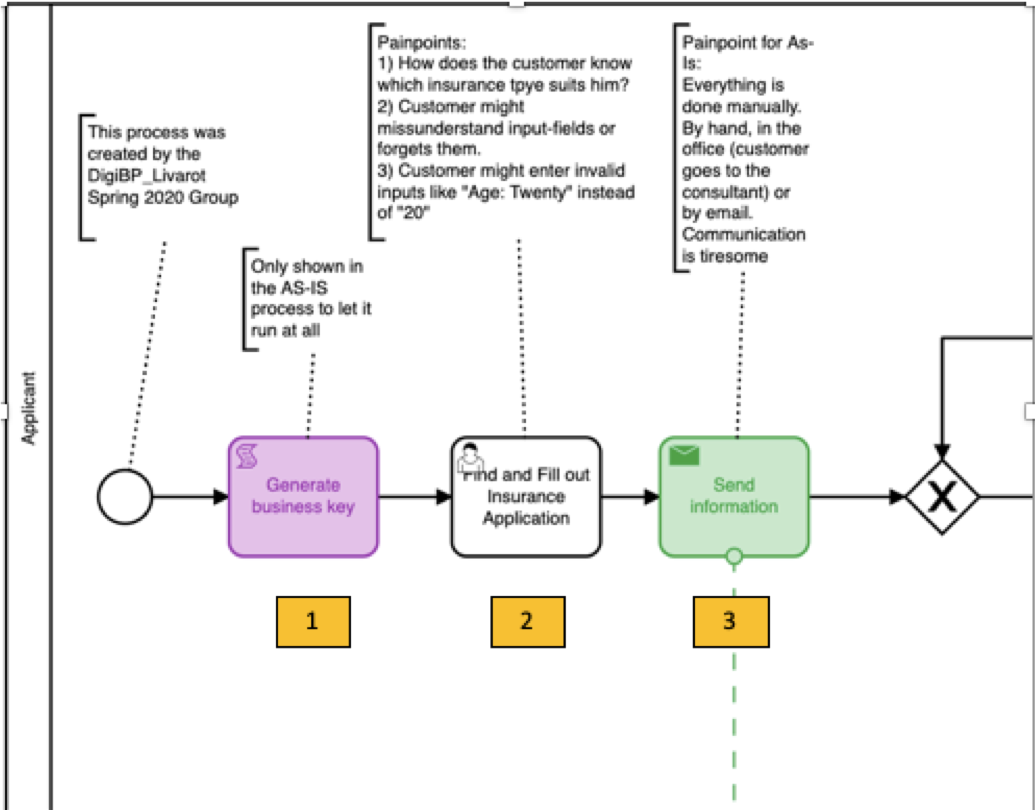 Applicant
This process was
created by the
DigiBP_Livarot
Spring 2020 Group
Only shown in
the AS-IS
process to let it
run at all
Painpoints:
1) How does the customer know
which insurance tpye suits him?
2) Customer might
missunderstand input-fields or
forgets them.
3) Customer might enter invalid
inputs like "Age: Twenty" instead
of "20"
Painpoint for As-
Is:
Everything is
done manually.
By hand, in the
office (customer
goes to the
consultant) or
by email.
Communication
is tiresome
Generate
business key
Find and Fill out
Insurance
Application
Send
information
X
1
2
3